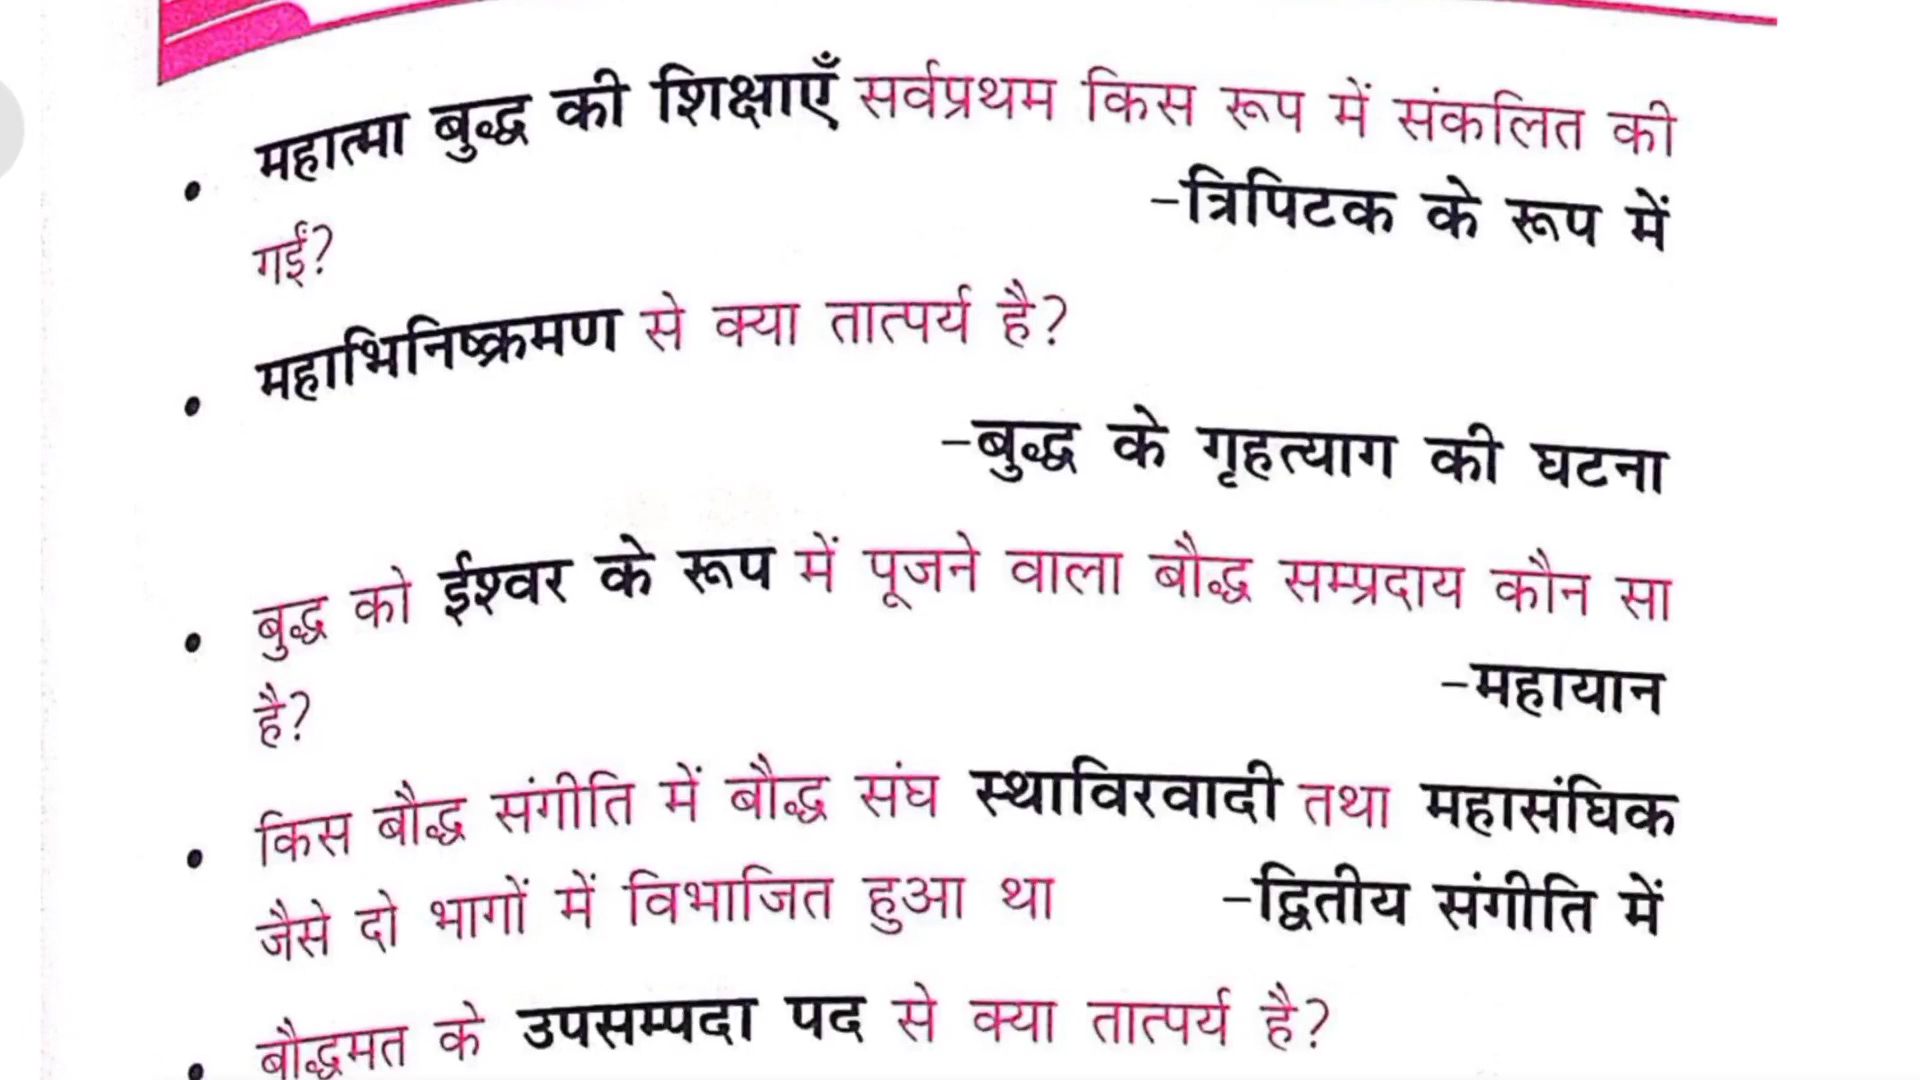 महात्मा बुद्ध की शिक्षाएँ सर्वप्रथम किस रूप में संकलित की
गईं?
–त्रिपिटक के रूप में
महाभिनिष्क्रमण से क्या तात्पर्य है?
–बुद्ध के गृहत्याग की घटना
बुद्ध को ईश्वर के रूप में पूजने वाला बौद्ध सम्प्रदाय कौन सा
है?
–महायान
किस बौद्ध संगीति में बौद्ध संघ स्थाविरवादी तथा महासंघिक
जैसे दो भागों में विभाजित हुआ था –द्वितीय संगीति में
बौद्धमत के उपसम्पदा पद से क्या तात्पर्य है?